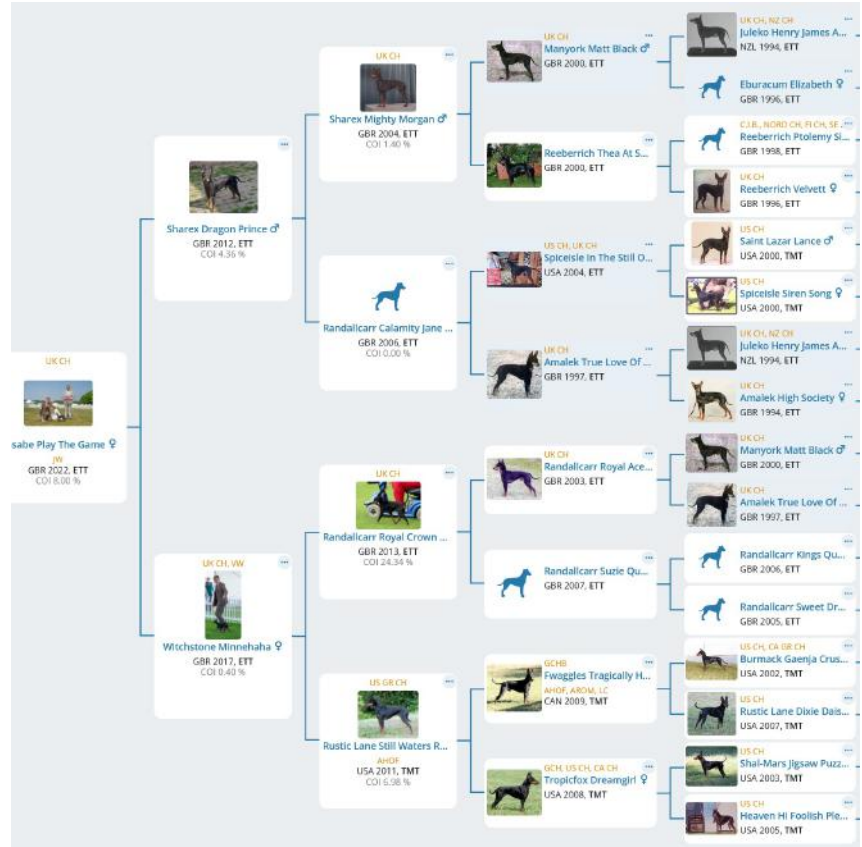 UK CH
sabe Play The Game ♀
JW
GBR 2022, ETT
COI 8.00 %
Sharex Dragon Prince ♂
GBR 2012, ETT
COI 4.36 %
UK CH, VW
Witchstone Minnehaha ♀
GBR 2017, ETT
COI 0.40 %
UK CH
Sharex Mighty Morgan ♂
GBR 2004, ETT
COI 1.40 %
Randallcarr Calamity Jane ...
GBR 2006, ETT
COI 0.00 %
UK CH
Randallcarr Royal Crown ...
GBR 2013, ETT
COI 24.34 %
US GR CH
Rustic Lane Still Waters R...
AHOF
USA 2011, TMT
COI 6.98 %
UK CH
Manyork Matt Black ♂
GBR 2000, ETT
Reeberrich Thea At S...
GBR 2000, ETT
US CH, UK CH
Spiceisle In The Still O...
USA 2004, ETT
UK CH
Amalek True Love Of ...
GBR 1997, ETT
UK CH
Randallcarr Royal Ace...
GBR 2003, ETT
Randallcarr Suzie Qu...
GBR 2007, ETT
GCHB
Fwaggles Tragically H...
AHOF, AROM, LC
CAN 2009, TMT
GCH, US CH, CA CH
Tropicfox Dreamgirl ♀
USA 2008, TMT
UK CH, NZ CH
Juleko Henry James A...
NZL 1994, ETT
Eburacum Elizabeth ♀
GBR 1996, ETT
C.I.B., NORD CH, FI CH, SE ...
Reeberrich Ptolemy Si...
GBR 1998, ETT
UK CH
Reeberrich Velvett ♀
GBR 1996, ETT
US CH
Saint Lazar Lance ♂
USA 2000, TMT
US CH
Spiceisle Siren Song ♀
USA 2000, TMT
UK CH, NZ CH
Juleko Henry James A...
NZL 1994, ETT
UK CH
Amalek High Society ♀
GBR 1994, ETT
UK CH
Manyork Matt Black ♂
GBR 2000, ETT
UK CH
Amalek True Love Of ...
GBR 1997, ETT
Randallcarr Kings Qu...
GBR 2006, ETT
Randallcarr Sweet Dr...
GBR 2005, ETT
US CH, CA GR CH
Burmack Gaenja Crus...
USA 2002, TMT
US CH
Rustic Lane Dixie Dais...
USA 2007, TMT
US CH
Shal-Mars Jigsaw Puzz...
USA 2003, TMT
US CH
Heaven Hi Foolish Ple...
USA 2005, TMT